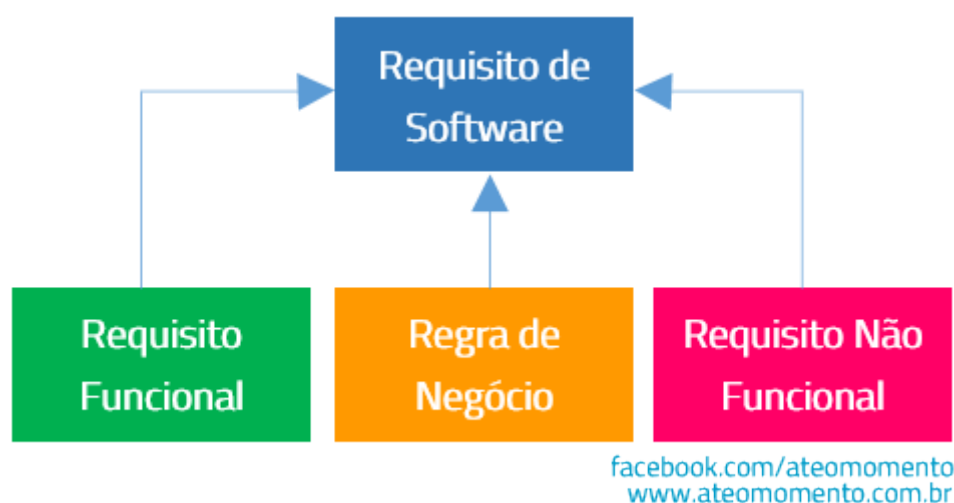 Requisito de
Software
Requisito
Funcional
Regra de
Negócio
Requisito Não
Funcional
facebook.com/ateomomento
www.ateomomento.com.br